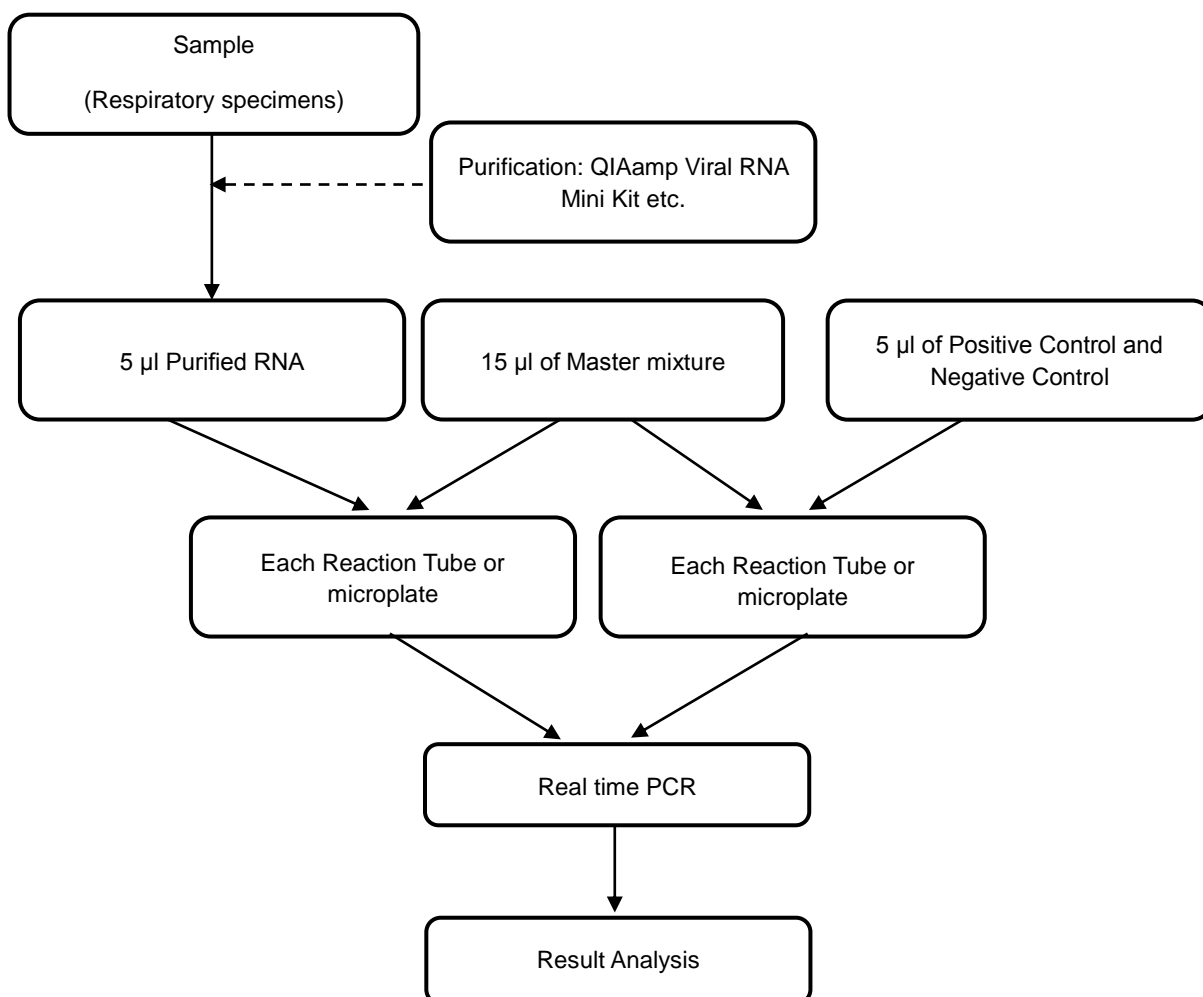 Sample
(Respiratory specimens)
Purification: QIAamp Viral RNA
Mini Kit etc.
5 µl Purified RNA
15 µl of Master mixture
5 µl of Positive Control and
Negative Control
Each Reaction Tube or
microplate
Each Reaction Tube or
microplate
Real time PCR
Result Analysis